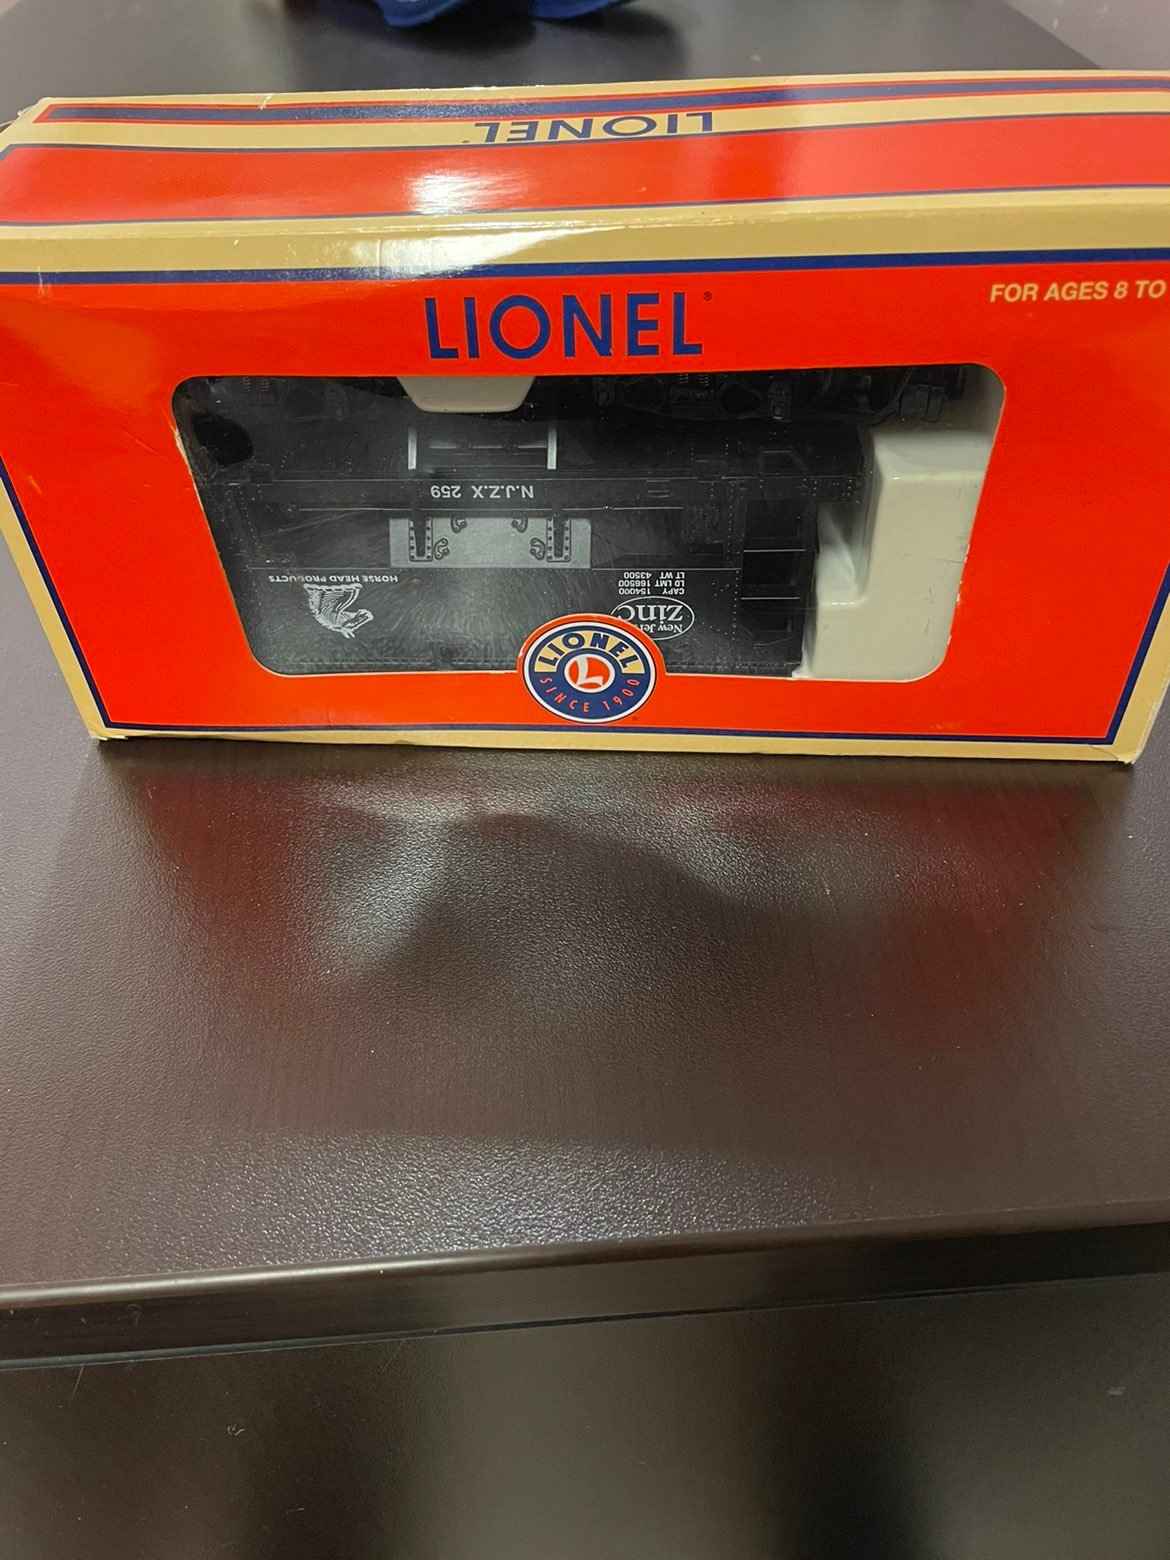 LIONEL
LIONEL®
FOR AGES 8 TO
N.J.Z.X 259
HORSE HEAD PRODUCTS
CAPY 154000
LD LMT 166500
LT WT 43500
zinc
LIONEL
L
SINCE 1900